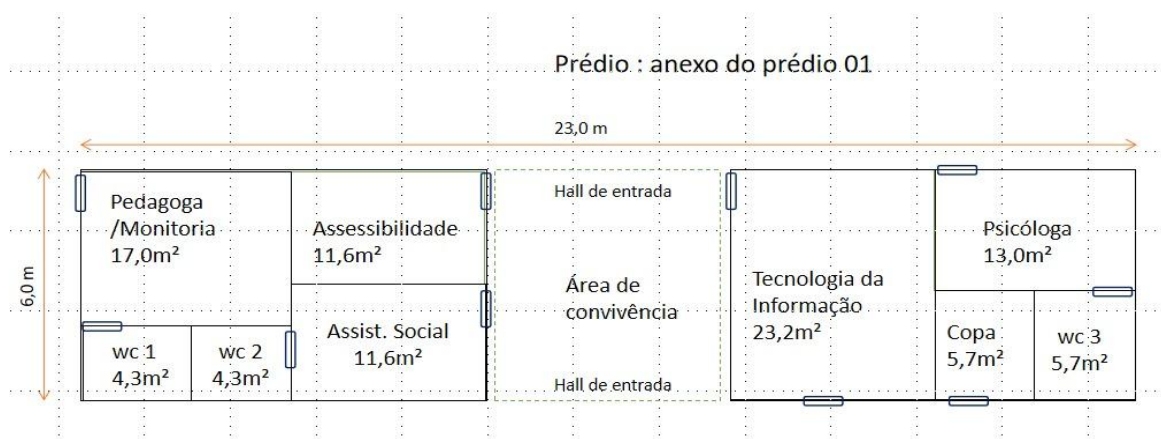 Prédio : anexo do prédio 01
23,0 m
6,0 m
Pedagoga
/Monitoria
17,0m²
Assessibilidade
11,6m²
Assist. Social
11,6m²
wc 1
4,3m²
wc 2
4,3m²
Hall de entrada
Área de
convivência
Hall de entrada
Tecnologia da
Informação
23,2m²
Psicóloga
13,0m²
Copa
5,7m²
wc 3
5,7m²